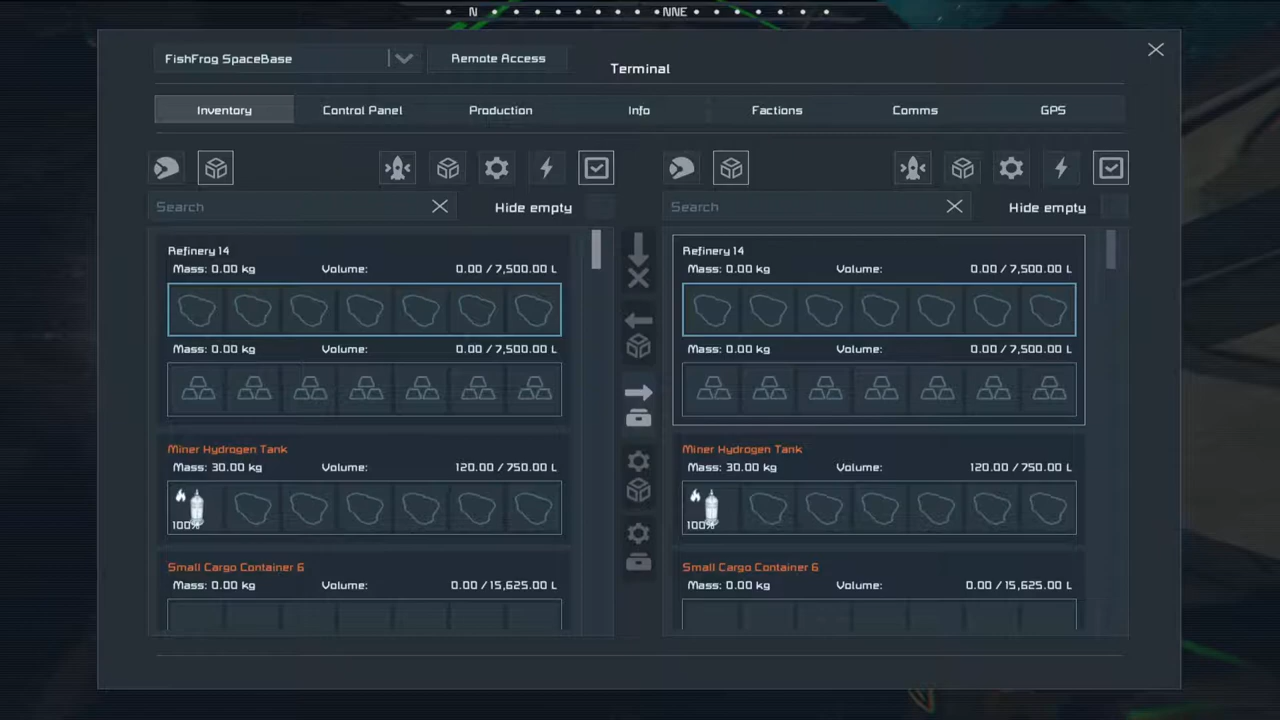 N NNE
FishFrog SpaceBase
Remote Access
Terminal
Inventory Control Panel Production Info Factions Comms GPS
Search Hide empty
Search Hide empty
Refinery 14
Mass: 0.00 kg Volume: 0.00 / 7,500.00 L
Mass: 0.00 kg Volume: 0.00 / 7,500.00 L
Miner Hydrogen Tank
Mass: 30.00 kg Volume: 120.00 / 750.00 L
100%
Small Cargo Container 6
Mass: 0.00 kg Volume: 0.00 / 15,625.00 L
Refinery 14
Mass: 0.00 kg Volume: 0.00 / 7,500.00 L
Mass: 0.00 kg Volume: 0.00 / 7,500.00 L
Miner Hydrogen Tank
Mass: 30.00 kg Volume: 120.00 / 750.00 L
100%
Small Cargo Container 6
Mass: 0.00 kg Volume: 0.00 / 15,625.00 L